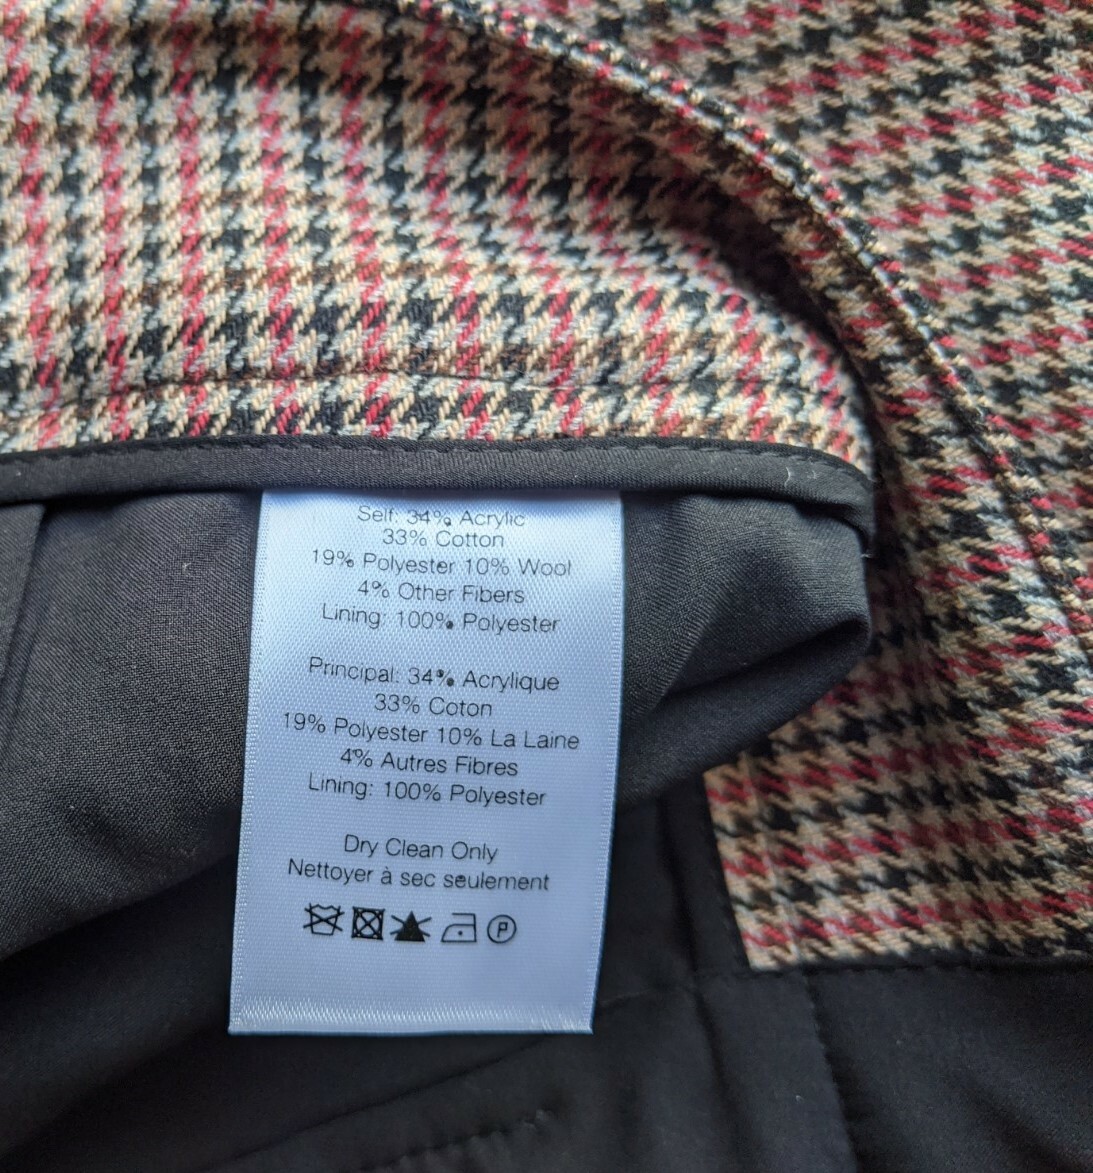 Self: 34% Acrylic
33% Cotton
19% Polyester 10% Wool
4% Other Fibers
Lining: 100% Polyester
Principal: 34% Acrylique
33% Coton
19% Polyester 10% La Laine
4% Autres Fibres
Lining: 100% Polyester
Dry Clean Only
Nettoyer à sec seulement
P